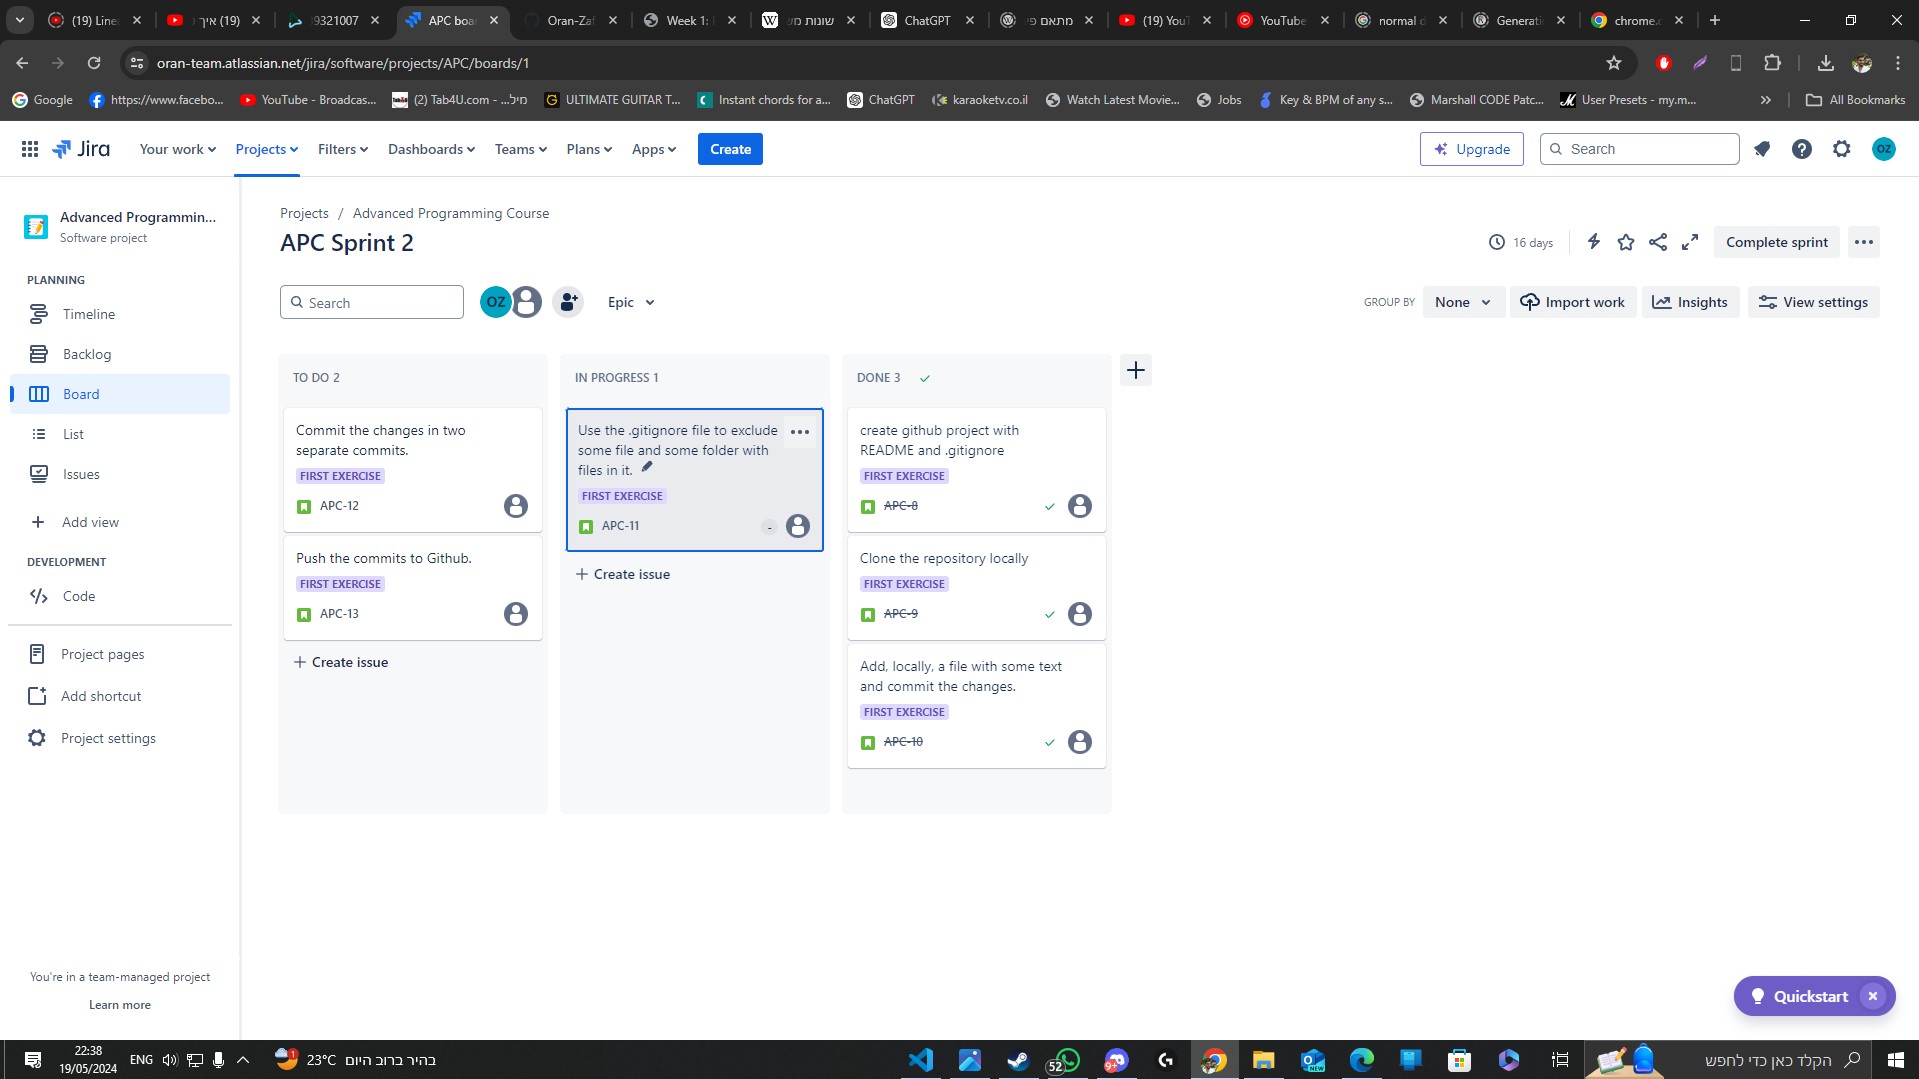 (19) Linea
(19) איך
39321007
APC boar
Oran-Zaf
Week 1:
שונות מש
ChatGPT
מתאם פי
(19) YouT
YouTube
normal d
Generatio
chrome.c
oran-team.atlassian.net/jira/software/projects/APC/boards/1
Google
https://www.facebo...
YouTube - Broadcas...
(2) Tab4U.com - ...מיל
ULTIMATE GUITAR T...
Instant chords for a...
ChatGPT
karaoketv.co.il
Watch Latest Movie...
Jobs
Key & BPM of any s...
Marshall CODE Patc...
User Presets - my.m...
All Bookmarks
Jira
Your work
Projects
Filters
Dashboards
Teams
Plans
Apps
Create
Upgrade
Search
OZ
Advanced Programmin...
Software project
PLANNING
Timeline
Backlog
Board
List
Issues
Add view
DEVELOPMENT
Code
Project pages
Add shortcut
Project settings
You're in a team-managed project
Learn more
Projects / Advanced Programming Course
APC Sprint 2
16 days
Complete sprint
Search
OZ
Epic
GROUP BY
None
Import work
Insights
View settings
TO DO 2
Commit the changes in two
separate commits.
FIRST EXERCISE
APC-12
Push the commits to Github.
FIRST EXERCISE
APC-13
Create issue
IN PROGRESS 1
Use the .gitignore file to exclude
some file and some folder with
files in it.
FIRST EXERCISE
APC-11
-
Create issue
DONE 3
create github project with
README and .gitignore
FIRST EXERCISE
APC-8
Clone the repository locally
FIRST EXERCISE
APC-9
Add, locally, a file with some text
and commit the changes.
FIRST EXERCISE
APC-10
Quickstart
22:38
19/05/2024
ENG
1
23°C בהיר ברוב היום
52
9+
NEW
הקלד כאן כדי לחפש